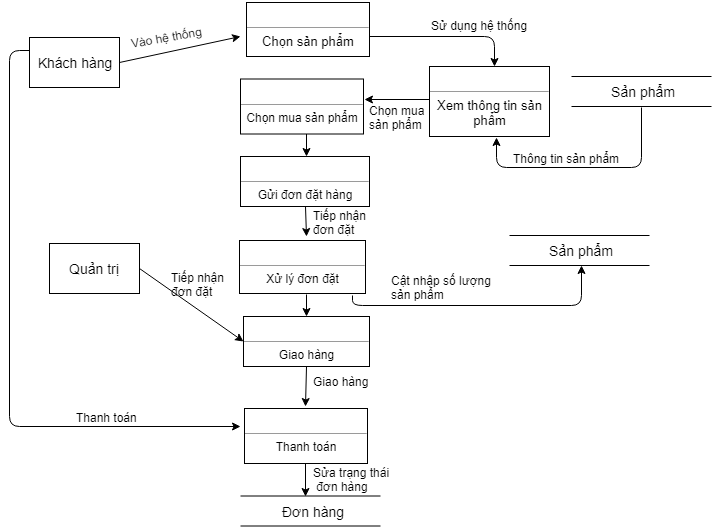 Vào hệ thống
Chọn sản phẩm
Sử dụng hệ thống
Khách hàng
Xem thông tin sản
phẩm
Sản phẩm
Chọn mua
sản phẩm
Chọn mua sản phẩm
Thông tin sản phẩm
Gửi đơn đặt hàng
Tiếp nhận
đơn đặt
Quản trị
Tiếp nhận
đơn đặt
Xử lý đơn đặt
Sản phẩm
Cât nhập số lượng
sản phẩm
Giao hàng
Giao hàng
Thanh toán
Thanh toán
Sửa trạng thái
đơn hàng
Đơn hàng